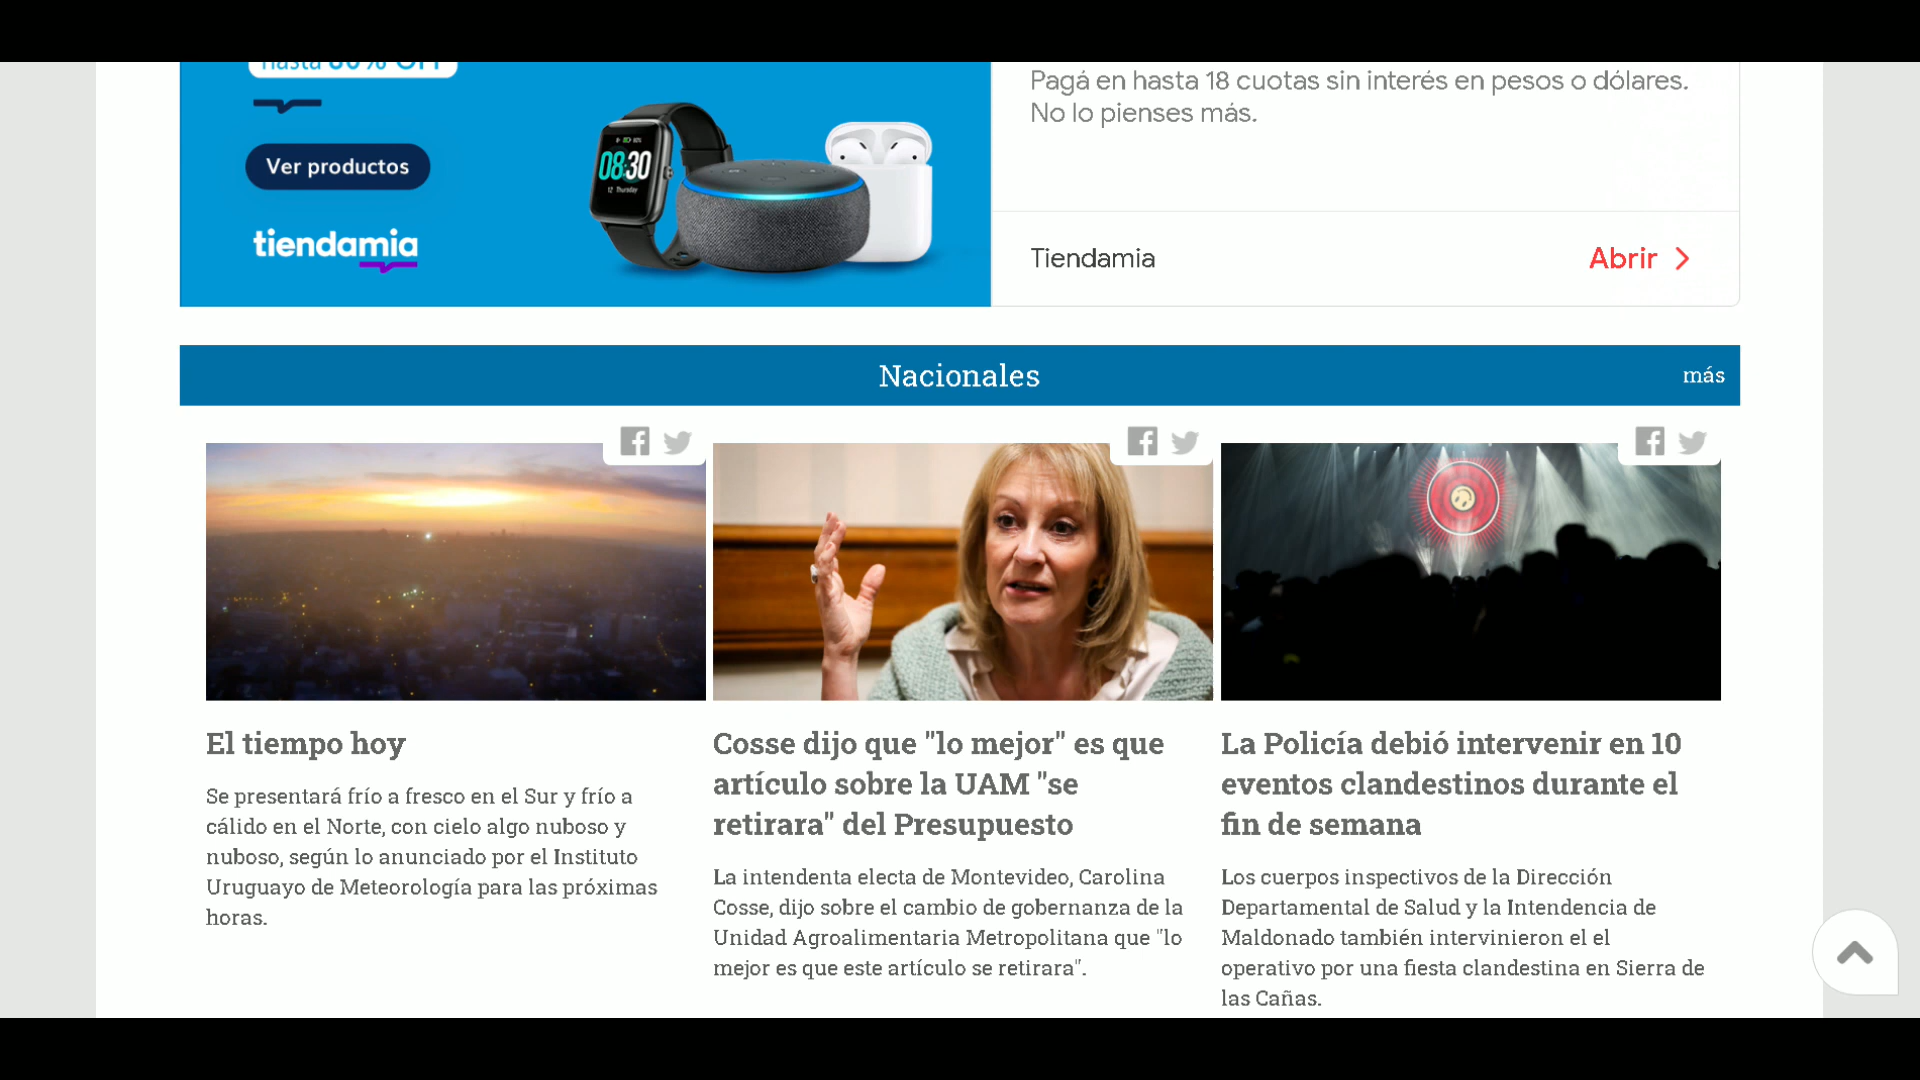 Hasta 80% OFF
Pagá en hasta 18 cuotas sin interés en pesos o dólares.
No lo pienses más.
Ver productos
08:30
12 Thursday
tiendamia
Tiendamia
Abrir
Nacionales
más
El tiempo hoy
Se presentará frío a fresco en el Sur y frío a
cálido en el Norte, con cielo algo nuboso y
nuboso, según lo anunciado por el Instituto
Uruguayo de Meteorología para las próximas
horas.
Cosse dijo que "lo mejor" es que
artículo sobre la UAM "se
retirara" del Presupuesto
La intendenta electa de Montevideo, Carolina
Cosse, dijo sobre el cambio de gobernanza de la
Unidad Agroalimentaria Metropolitana que "lo
mejor es que este artículo se retirara".
La Policía debió intervenir en 10
eventos clandestinos durante el
fin de semana
Los cuerpos inspectivos de la Dirección
Departamental de Salud y la Intendencia de
Maldonado también intervinieron el el
operativo por una fiesta clandestina en Sierra de
las Cañas.